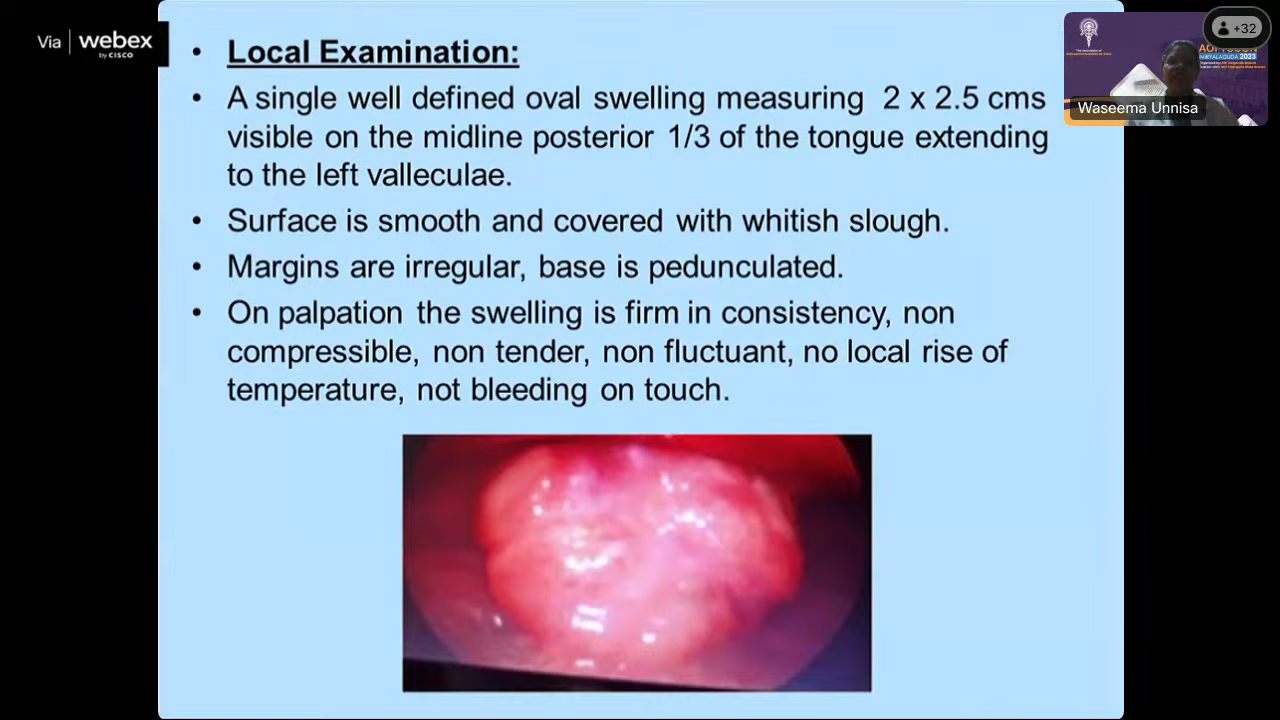 Via webex
by CISCO
• Local Examination:
• A single well defined oval swelling measuring 2 x 2.5 cms
visible on the midline posterior 1/3 of the tongue extending
to the left valleculae.
• Surface is smooth and covered with whitish slough.
• Margins are irregular, base is pedunculated.
• On palpation the swelling is firm in consistency, non
compressible, non tender, non fluctuant, no local rise of
temperature, not bleeding on touch.
+32
MIRYALAGUDA 2023
Waseema Unnisa